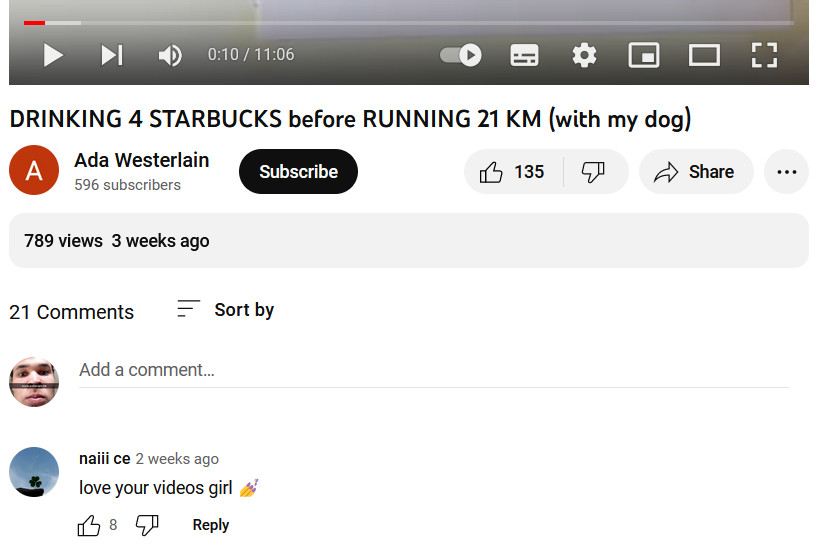 0:10 / 11:06
DRINKING 4 STARBUCKS before RUNNING 21 KM (with my dog)
A
Ada Westerlain
596 subscribers
Subscribe
135
Share
789 views 3 weeks ago
21 Comments
Sort by
Add a comment...
naiii ce 2 weeks ago
love your videos girl 💅
8
Reply